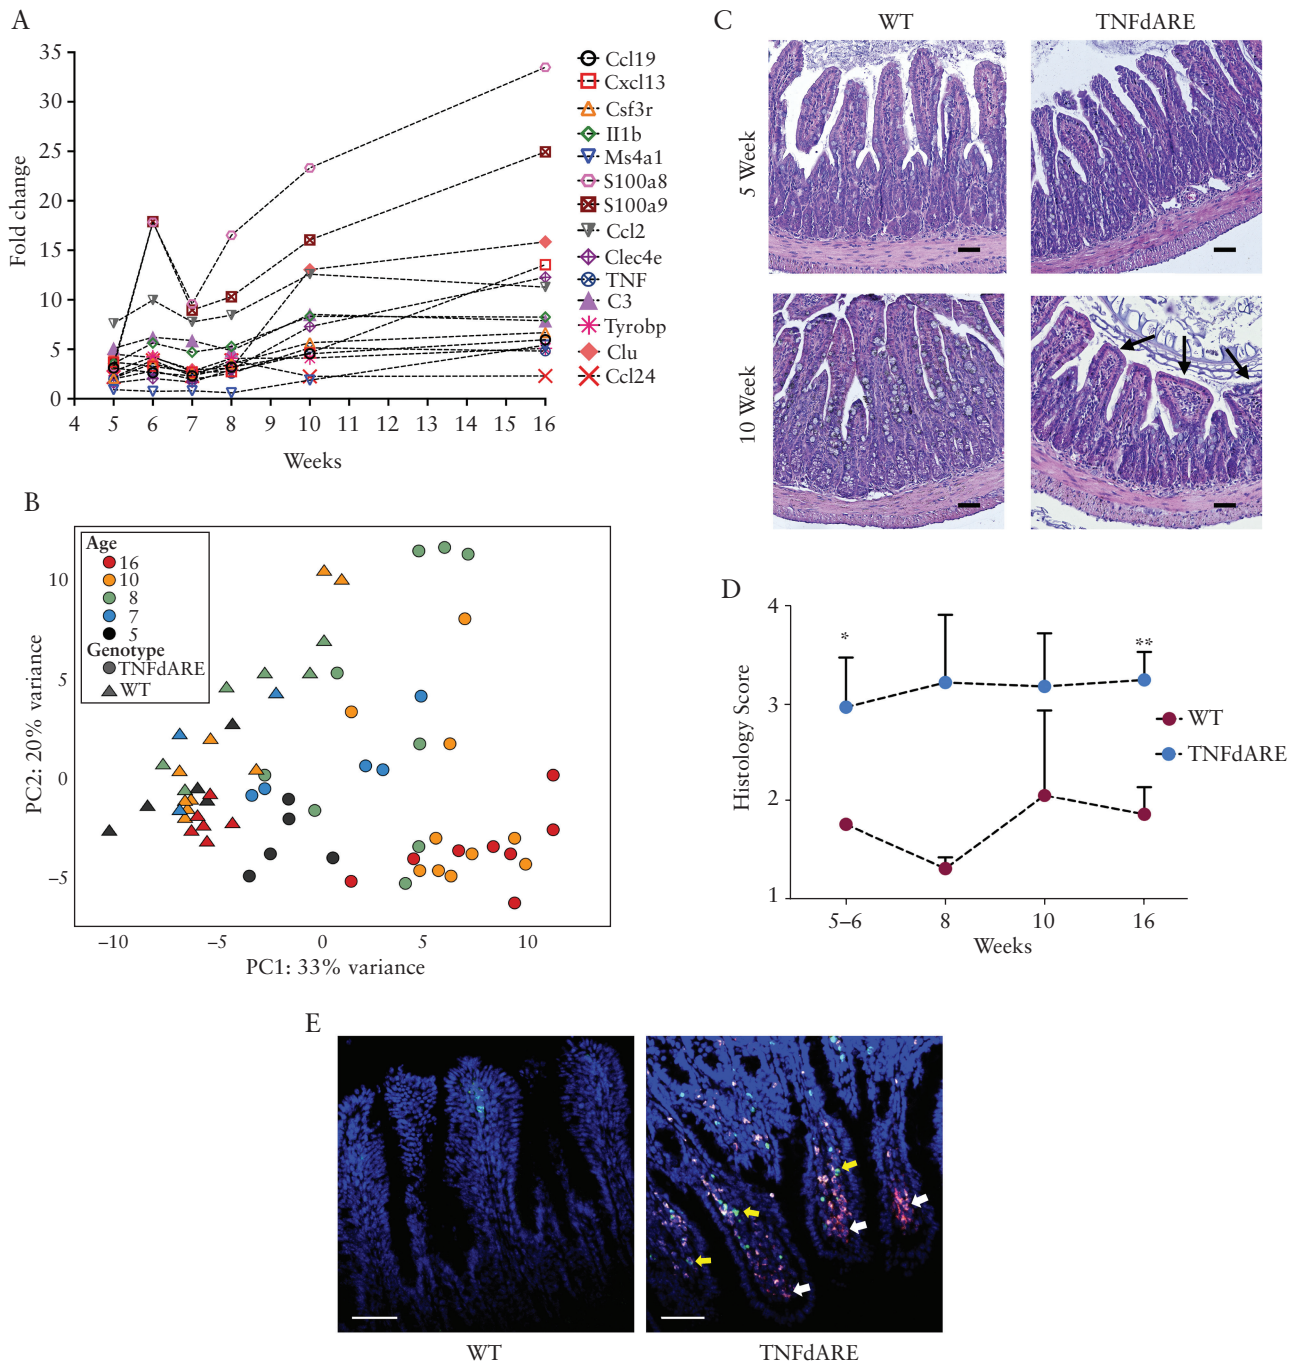 A
35
30
25
20
15
10
5
0
Fold change
4 5 6 7 8 9 10 11 12 13 14 15 16
Weeks
Ccl19
Cxcl13
Csf3r
Il1b
Ms4a1
S100a8
S100a9
Ccl2
Clec4e
TNF
C3
Tyrobp
Clu
Ccl24
B
Age
16
10
8
7
5
Genotype
TNFdARE
WT
10
5
0
−5
PC2: 20% variance
−10 −5 0 5 10
PC1: 33% variance
C
WT TNFdARE
5 Week
10 Week
D
4
3
2
1
Histology Score
*
**
5–6 8 10 16
Weeks
WT
TNFdARE
E
WT TNFdARE